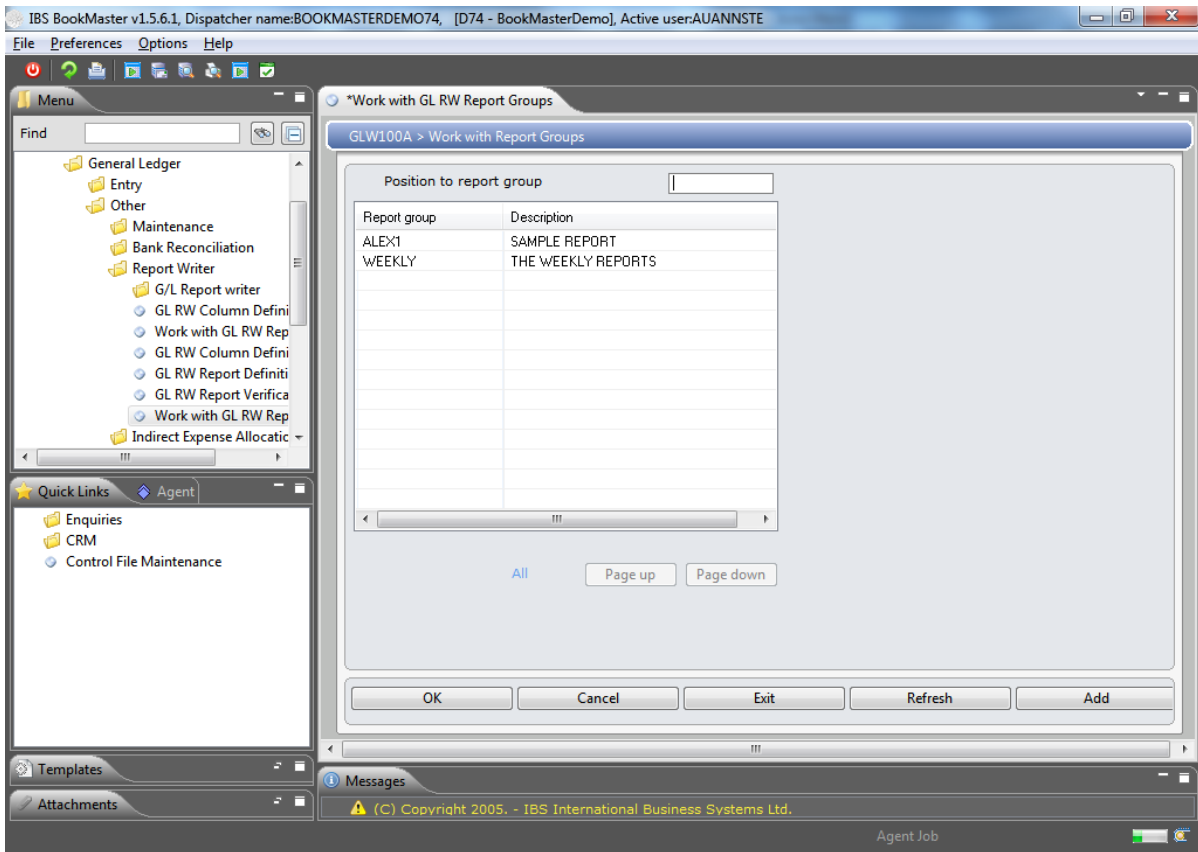 IBS BookMaster v1.5.6.1, Dispatcher name:BOOKMASTERDEMO74, [D74 - BookMasterDemo], Active user:AUANNSTE
File Preferences Options Help
Menu
Find
General Ledger
Entry
Other
Maintenance
Bank Reconciliation
Report Writer
G/L Report writer
GL RW Column Defini
Work with GL RW Rep
GL RW Column Defini
GL RW Report Definiti
GL RW Report Verifica
Work with GL RW Rep
Indirect Expense Allocatic
Quick Links Agent
Enquiries
CRM
Control File Maintenance
Templates
Attachments
*Work with GL RW Report Groups
GLW100A > Work with Report Groups
Position to report group
Report group Description
ALEX1 SAMPLE REPORT
WEEKLY THE WEEKLY REPORTS
All Page up Page down
OK Cancel Exit Refresh Add
Messages
(C) Copyright 2005. - IBS International Business Systems Ltd.
Agent Job